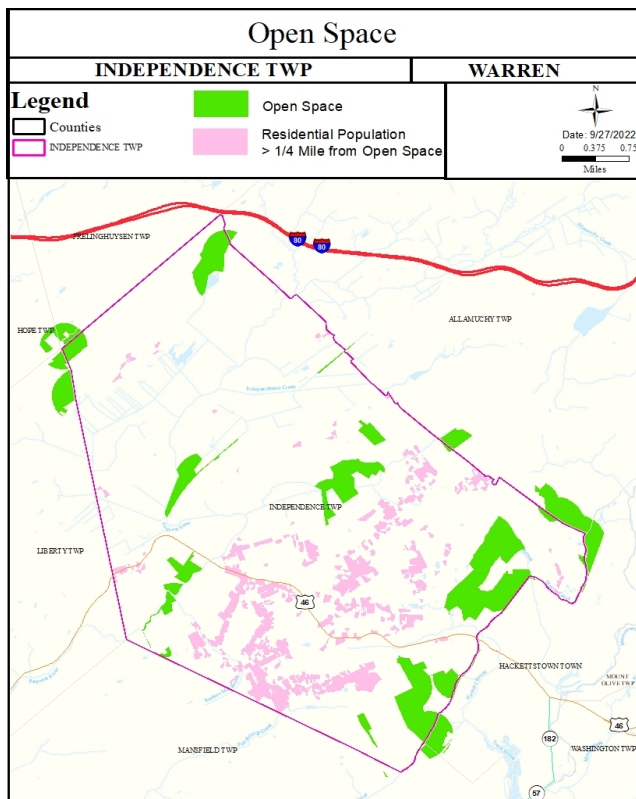 Open Space
INDEPENDENCE TWP
WARREN
Legend
Counties
INDEPENDENCE TWP
Open Space
Residential Population
> 1/4 Mile from Open Space
N
Date: 9/27/2022
0 0.375 0.75
Miles
FRELINGHUYSEN TWP
80
80
ALLAMUCHY TWP
HOPE TWP
Independence Creek
INDEPENDENCE TWP
LIBERTY TWP
46
HACKETTSTOWN TOWN
MOUNT
OLIVE TWP
46
MANSFIELD TWP
182
WASHINGTON TWP
57